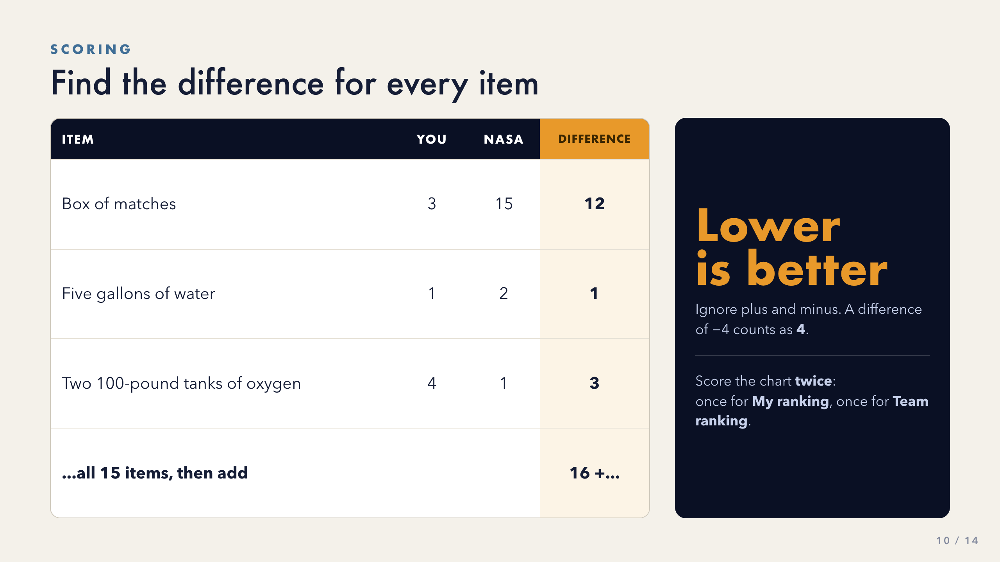 SCORING
Find the difference for every item
ITEM YOU NASA DIFFERENCE
Box of matches 3 15 12
Five gallons of water 1 2 1
Two 100-pound tanks of oxygen 4 1 3
...all 15 items, then add 16 +...
Lower
is better
Ignore plus and minus. A difference
of −4 counts as 4.
Score the chart twice:
once for My ranking, once for Team
ranking.
10 / 14